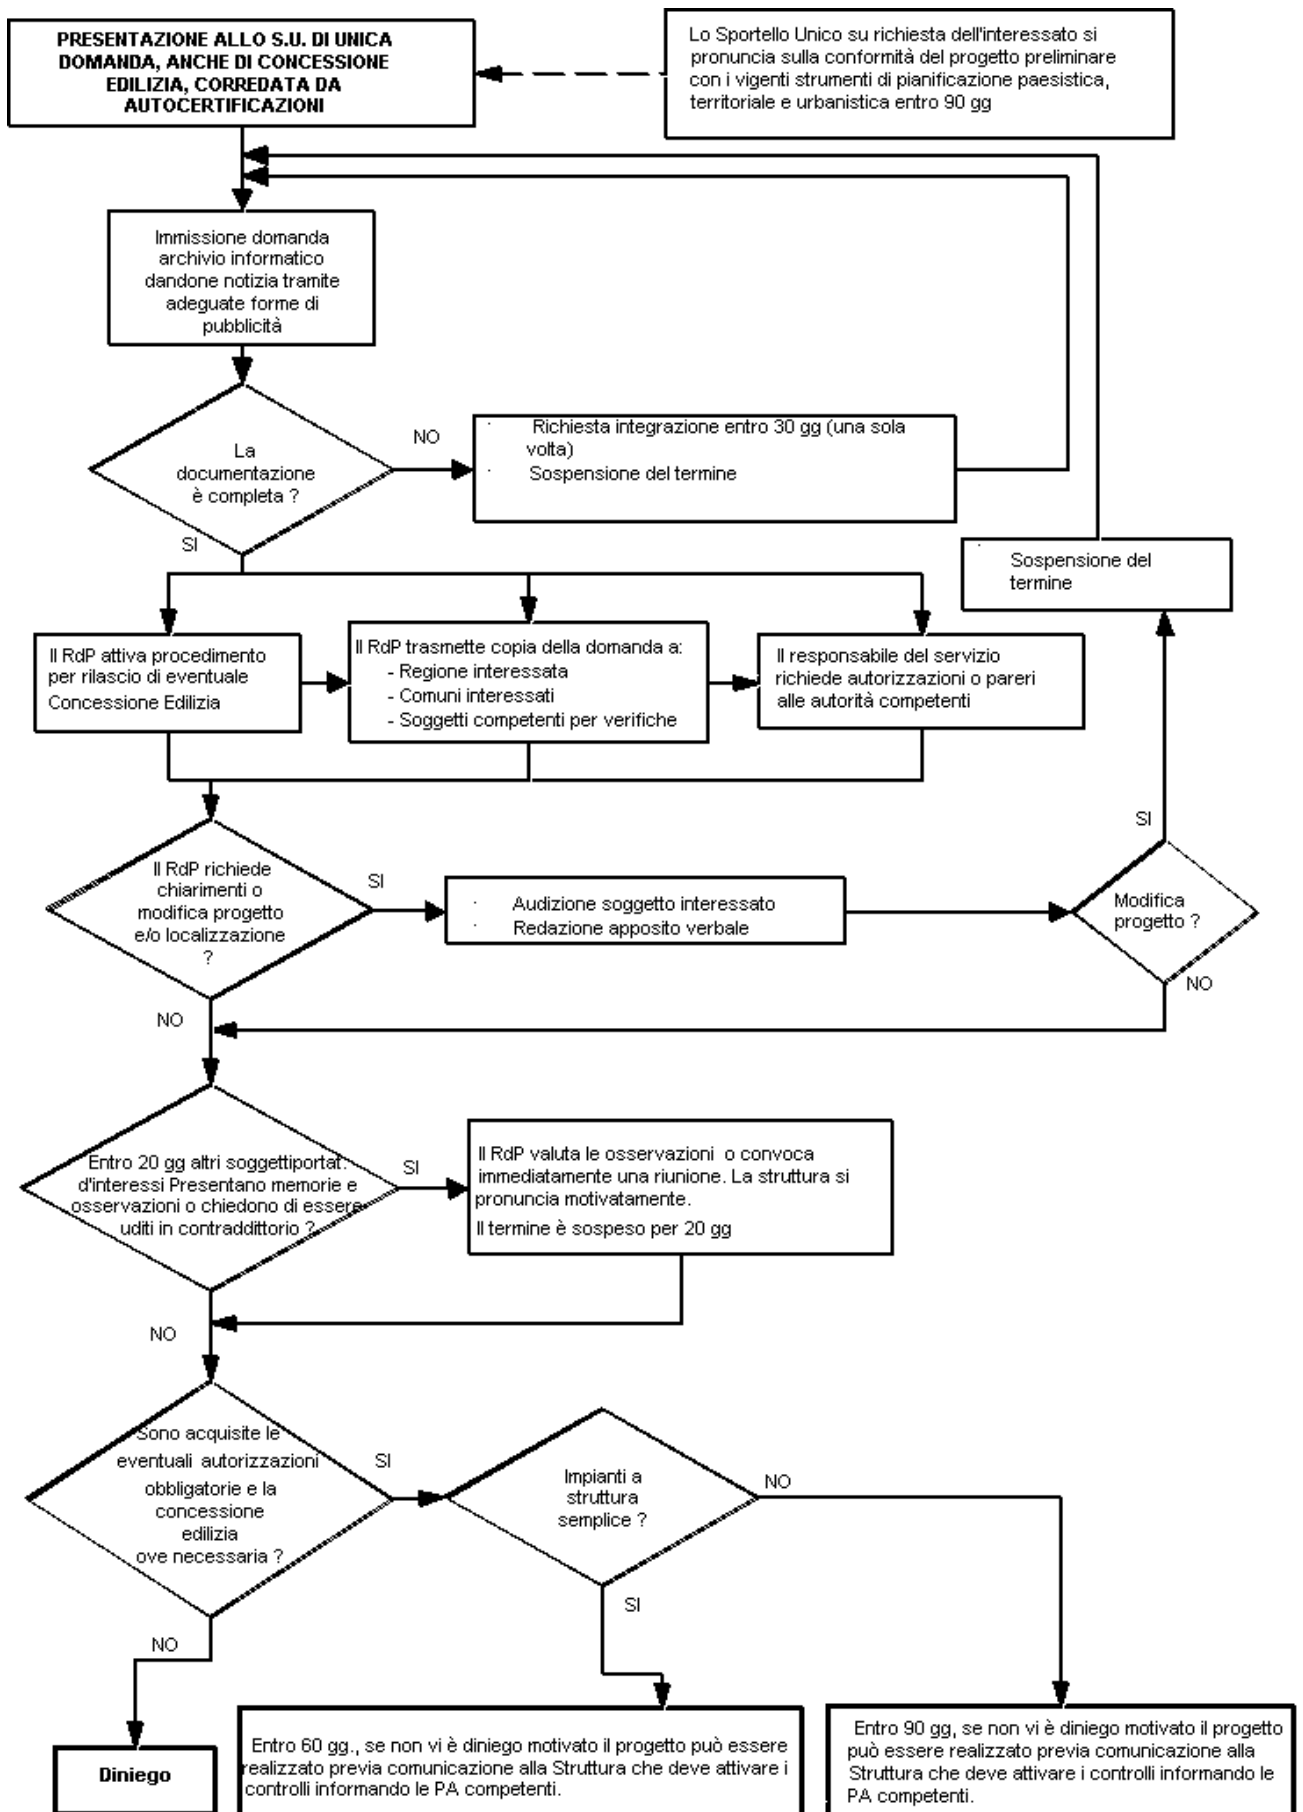 PRESENTAZIONE ALLO S.U. DI UNICA
DOMANDA, ANCHE DI CONCESSIONE
EDILIZIA, CORREDATA DA
AUTOCERTIFICAZIONI
Lo Sportello Unico su richiesta dell'interessato si
pronuncia sulla conformità del progetto preliminare
con i vigenti strumenti di pianificazione paesistica,
territoriale e urbanistica entro 90 gg
Immissione domanda
archivio informatico
dandone notizia tramite
adeguate forme di
pubblicità
La
documentazione
è completa ?
NO
· Richiesta integrazione entro 30 gg (una sola
volta)
· Sospensione del termine
SI
· Sospensione del
termine
Il RdP attiva procedimento
per rilascio di eventuale
Concessione Edilizia
Il RdP trasmette copia della domanda a:
- Regione interessata
- Comuni interessati
- Soggetti competenti per verifiche
Il responsabile del servizio
richiede autorizzazioni o pareri
alle autorità competenti
Il RdP richiede
chiarimenti o
modifica progetto
e/o localizzazione
?
SI
· Audizione soggetto interessato
· Redazione apposito verbale
SI
Modifica
progetto ?
NO
NO
Entro 20 gg altri soggettiportat.
d'interessi Presentano memorie e
osservazioni o chiedono di essere
uditi in contraddittorio ?
SI
Il RdP valuta le osservazioni o convoca
immediatamente una riunione. La struttura si
pronuncia motivatamente.
Il termine è sospeso per 20 gg
NO
Sono acquisite le
eventuali autorizzazioni
obbligatorie e la
concessione
edilizia
ove necessaria ?
SI
Impianti a
struttura
semplice ?
NO
SI
NO
Diniego
Entro 60 gg., se non vi è diniego motivato il progetto può essere
realizzato previa comunicazione alla Struttura che deve attivare i
controlli informando le PA competenti.
Entro 90 gg, se non vi è diniego motivato il progetto
può essere realizzato previa comunicazione alla
Struttura che deve attivare i controlli informando le
PA competenti.